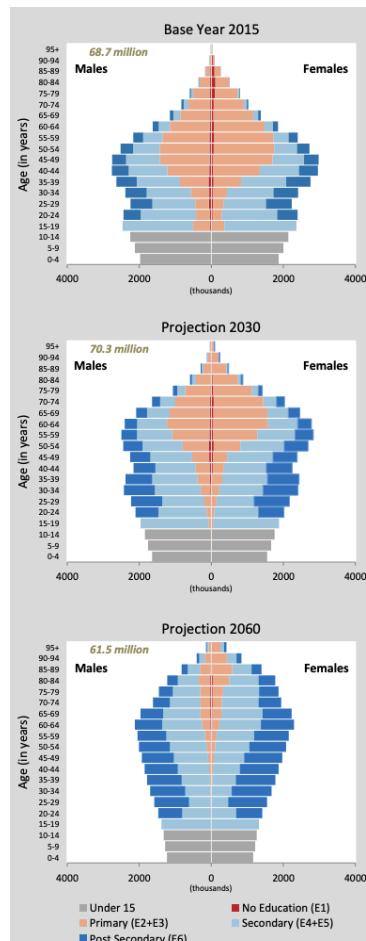 Base Year 2015
68.7 million
Males
Females
Age (in years)
95+
90-94
85-89
80-84
75-79
70-74
65-69
60-64
55-59
50-54
45-49
40-44
35-39
30-34
25-29
20-24
15-19
10-14
5-9
0-4
4000 2000 0 2000 4000
(thousands)
Projection 2030
70.3 million
Males
Females
Age (in years)
95+
90-94
85-89
80-84
75-79
70-74
65-69
60-64
55-59
50-54
45-49
40-44
35-39
30-34
25-29
20-24
15-19
10-14
5-9
0-4
4000 2000 0 2000 4000
(thousands)
Projection 2060
61.5 million
Males
Females
Age (in years)
95+
90-94
85-89
80-84
75-79
70-74
65-69
60-64
55-59
50-54
45-49
40-44
35-39
30-34
25-29
20-24
15-19
10-14
5-9
0-4
4000 2000 0 2000 4000
(thousands)
Under 15 No Education (E1)
Primary (E2+E3) Secondary (E4+E5)
Post Secondary (E6)